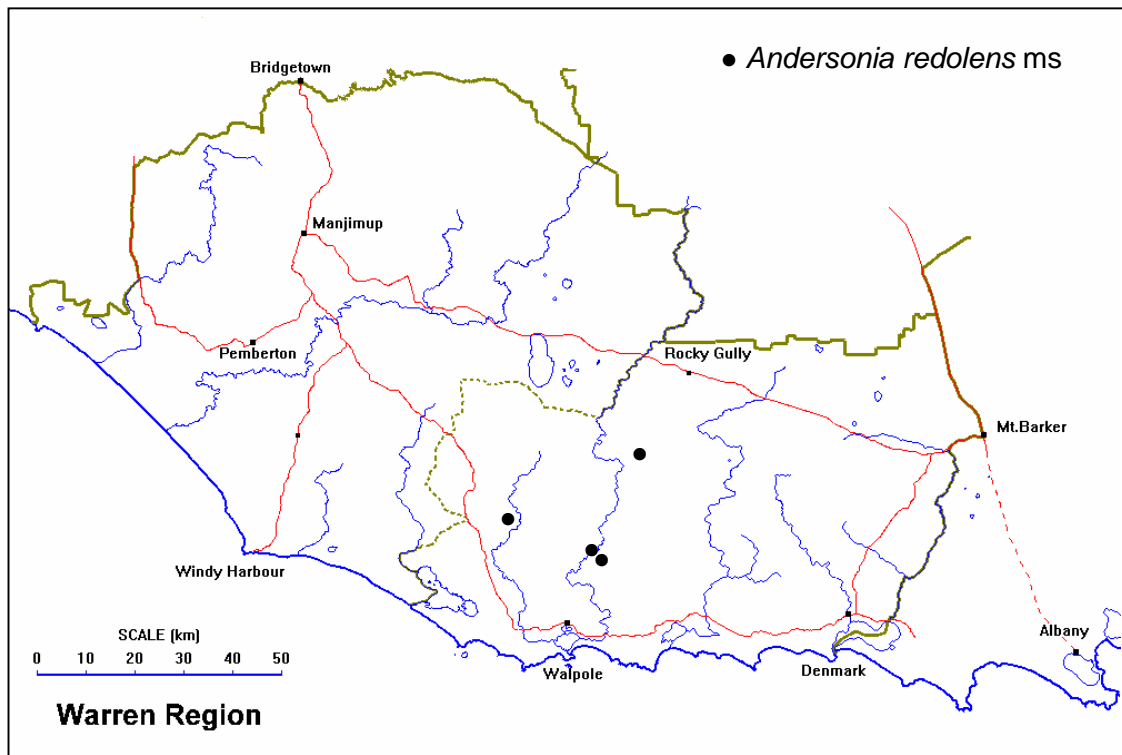 ● Andersonia redolens ms
Bridgetown
Manjimup
Pemberton
Rocky Gully
Mt.Barker
Windy Harbour
Walpole
Denmark
Albany
SCALE (km)
0 10 20 30 40 50
Warren Region